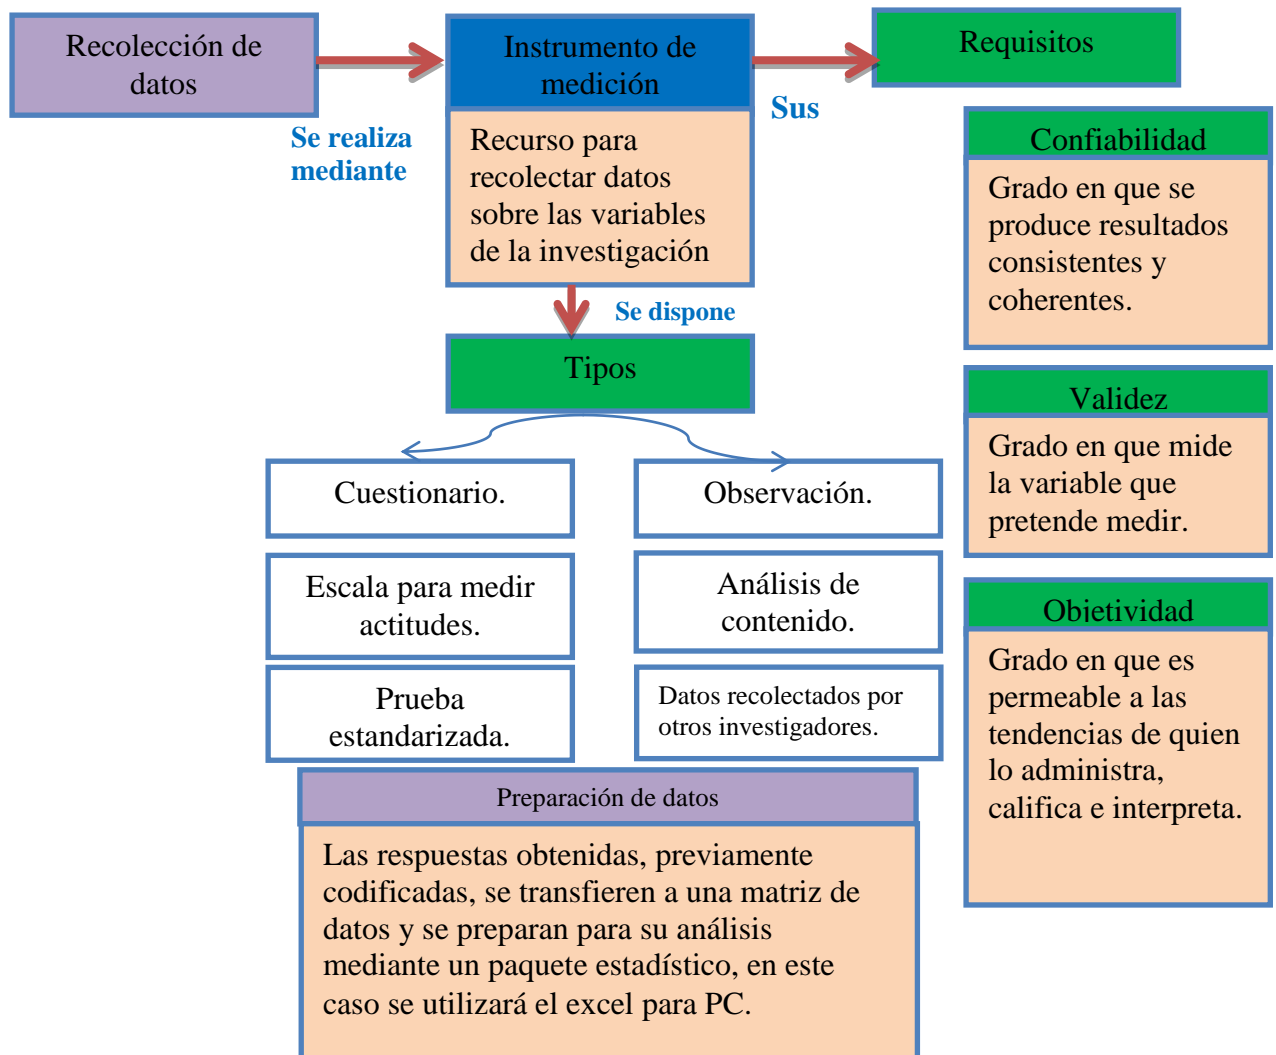 Recolección de
datos
Se realiza
mediante
Instrumento de
medición
Recurso para
recolectar datos
sobre las variables
de la investigación
Sus
Requisitos
Confiabilidad
Grado en que se
produce resultados
consistentes y
coherentes.
Validez
Grado en que mide
la variable que
pretende medir.
Objetividad
Grado en que es
permeable a las
tendencias de quien
lo administra,
califica e interpreta.
Se dispone
Tipos
Cuestionario.
Escala para medir
actitudes.
Prueba
estandarizada.
Observación.
Análisis de
contenido.
Datos recolectados por
otros investigadores.
Preparación de datos
Las respuestas obtenidas, previamente
codificadas, se transfieren a una matriz de
datos y se preparan para su análisis
mediante un paquete estadístico, en este
caso se utilizará el excel para PC.